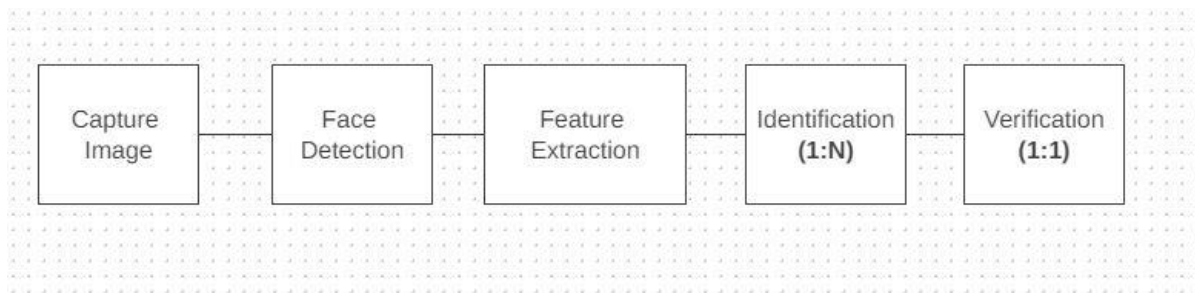 Capture
Image
Face
Detection
Feature
Extraction
Identification
(1:N)
Verification
(1:1)